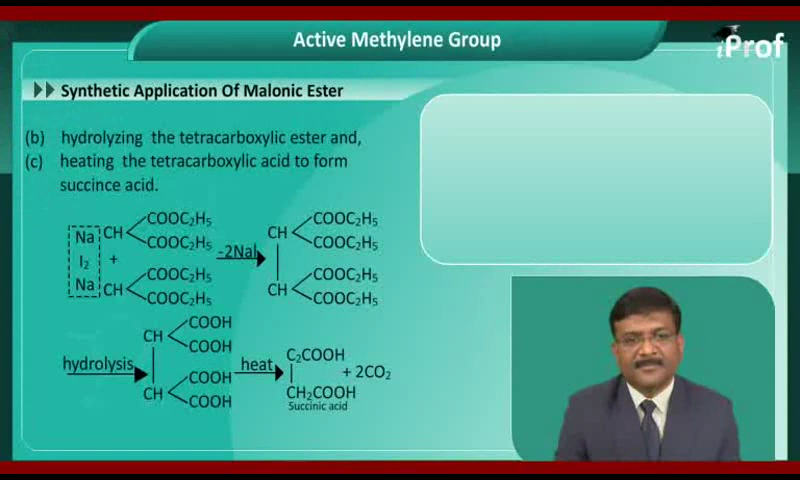 Active Methylene Group
iProf
Synthetic Application Of Malonic Ester
(b) hydrolyzing the tetracarboxylic ester and,
(c) heating the tetracarboxylic acid to form
succince acid.
COOC₂H₅ COOC₂H₅
Na CH CH
COOC₂H₅ COOC₂H₅
I₂ + -2NaI
COOC₂H₅ COOC₂H₅
Na CH CH
COOC₂H₅ COOC₂H₅
COOH
CH
COOH C₂COOH
hydrolysis heat + 2CO₂
COOH
CH CH₂COOH
COOH Succinic acid